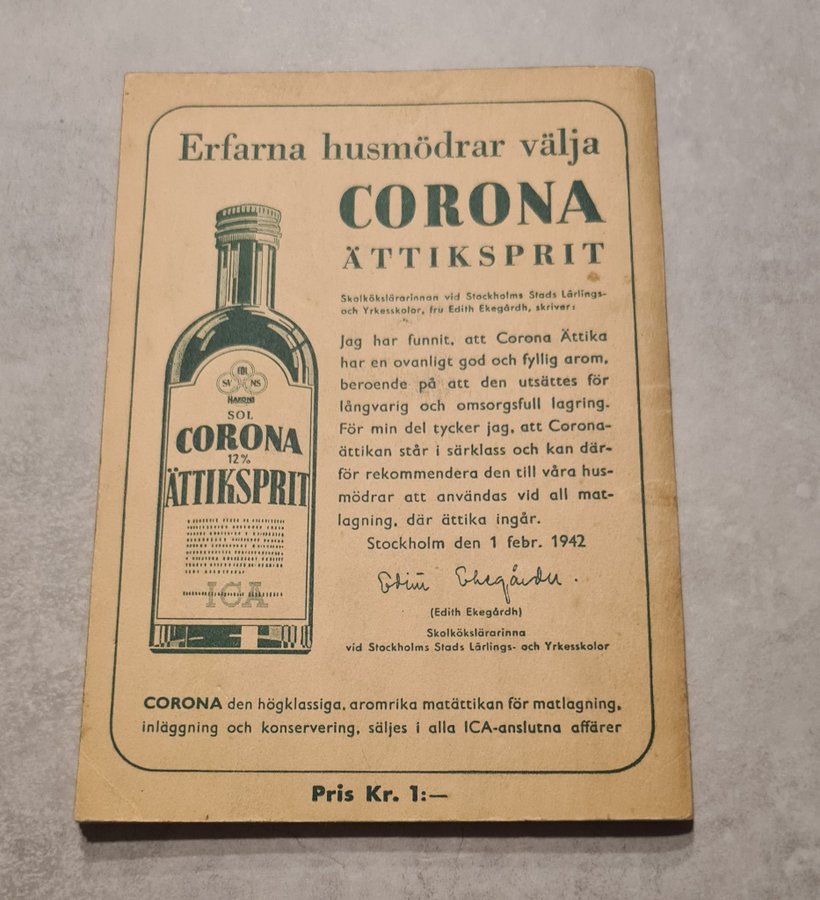 Erfarna husmödrar välja
CORONA
ÄTTIKSPRIT
Skolkökslärarinnan vid Stockholms Stads Lärlings-
och Yrkesskolor, fru Edith Ekegårdh, skriver:
Jag har funnit, att Corona Ättika
har en ovanligt god och fyllig arom,
beroende på att den utsättes för
långvarig och omsorgsfull lagring.
För min del tycker jag, att Corona-
ättikan står i särklass och kan där-
för rekommendera den till våra hus-
mödrar att användas vid all mat-
lagning, där ättika ingår.
Stockholm den 1 febr. 1942
Edith Ekegårdh.
(Edith Ekegårdh)
Skolkökslärarinna
vid Stockholms Stads Lärlings- och Yrkesskolor
SV NS
HAKONS
SOL
CORONA
12%
ÄTTIKSPRIT
ICA
CORONA den högklassiga, aromrika matättikan för matlagning,
inläggning och konservering, säljes i alla ICA-anslutna affärer
Pris Kr. 1:—